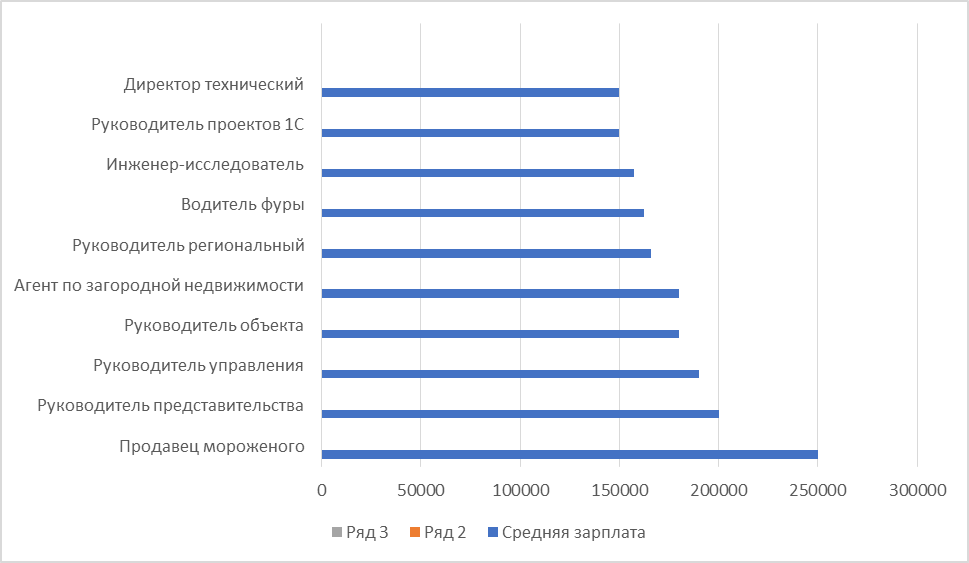 Директор технический
Руководитель проектов 1С
Инженер-исследователь
Водитель фуры
Руководитель региональный
Агент по загородной недвижимости
Руководитель объекта
Руководитель управления
Руководитель представительства
Продавец мороженого
0 50000 100000 150000 200000 250000 300000
Ряд 3 Ряд 2 Средняя зарплата